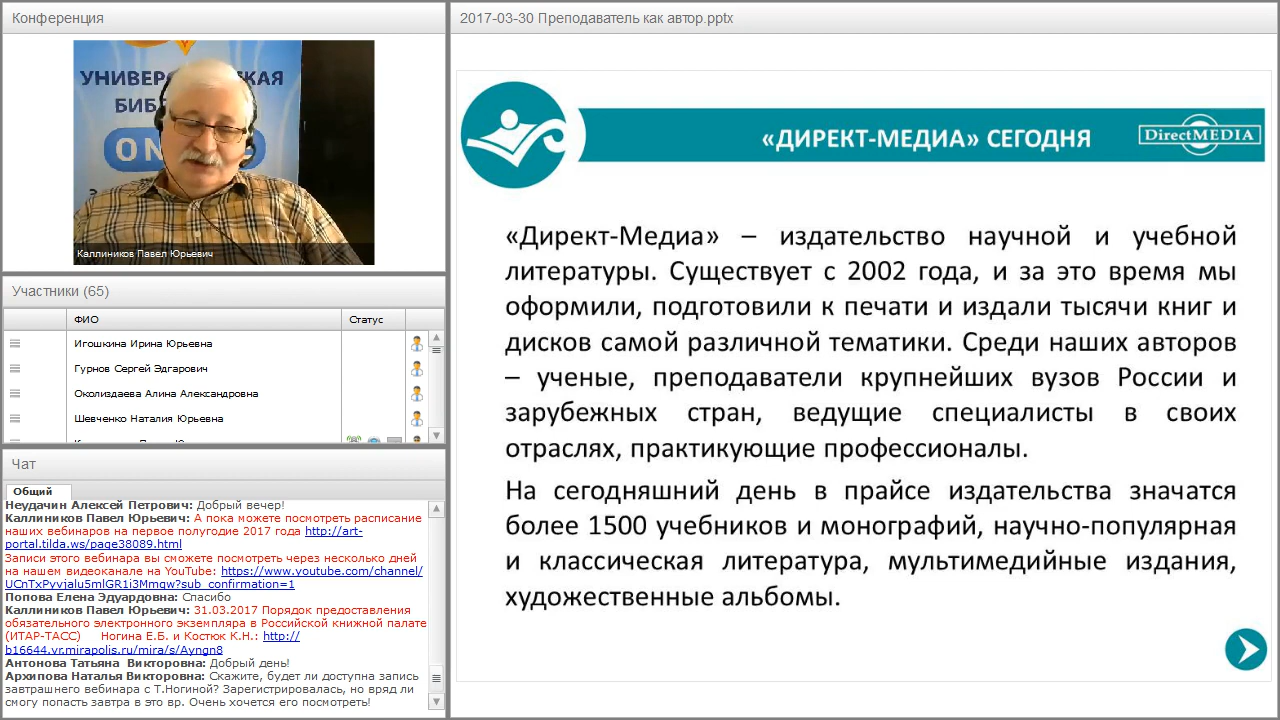 Конференция
УНИВЕР
КАЯ
Каллиников Павел Юрьевич
Участники (65)
ФИО
Статус
Игошкина Ирина Юрьевна
Гурнов Сергей Эдгарович
Околиздаева Алина Александровна
Шевченко Наталия Юрьевна
Чат
Общий
Неудачин Алексей Петрович: Добрый вечер!
Каллиников Павел Юрьевич: А пока можете посмотреть расписание
наших вебинаров на первое полугодие 2017 года http://art-
portal.tilda.ws/page38089.html
Записи этого вебинара вы сможете посмотреть через несколько дней
на нашем видеоканале на YouTube: https://www.youtube.com/channel/
UCnTxPvvjalu5mlGR1j3Mmqw?sub_confirmation=1
Попова Елена Эдуардовна: Спасибо
Каллиников Павел Юрьевич: 31.03.2017 Порядок предоставления
обязательного электронного экземпляра в Российской книжной палате
(ИТАР-ТАСС) Ногина Е.Б. и Костюк К.Н.: http://
b16644.vr.mirapolis.ru/mira/s/Ayngn8
Антонова Татьяна Викторовна: Добрый день!
Архипова Наталья Викторовна: Скажите, будет ли доступна запись
завтрашнего вебинара с Т.Ногиной? Зарегистрировалась, но вряд ли
смогу попасть завтра в это вр. Очень хочется его посмотреть!
2017-03-30 Преподаватель как автор.pptx
«ДИРЕКТ-МЕДИА» СЕГОДНЯ
DirectMEDIA
«Директ-Медиа» – издательство научной и учебной
литературы. Существует с 2002 года, и за это время мы
оформили, подготовили к печати и издали тысячи книг и
дисков самой различной тематики. Среди наших авторов
– ученые, преподаватели крупнейших вузов России и
зарубежных стран, ведущие специалисты в своих
отраслях, практикующие профессионалы.
На сегодняшний день в прайсе издательства значатся
более 1500 учебников и монографий, научно-популярная
и классическая литература, мультимедийные издания,
художественные альбомы.